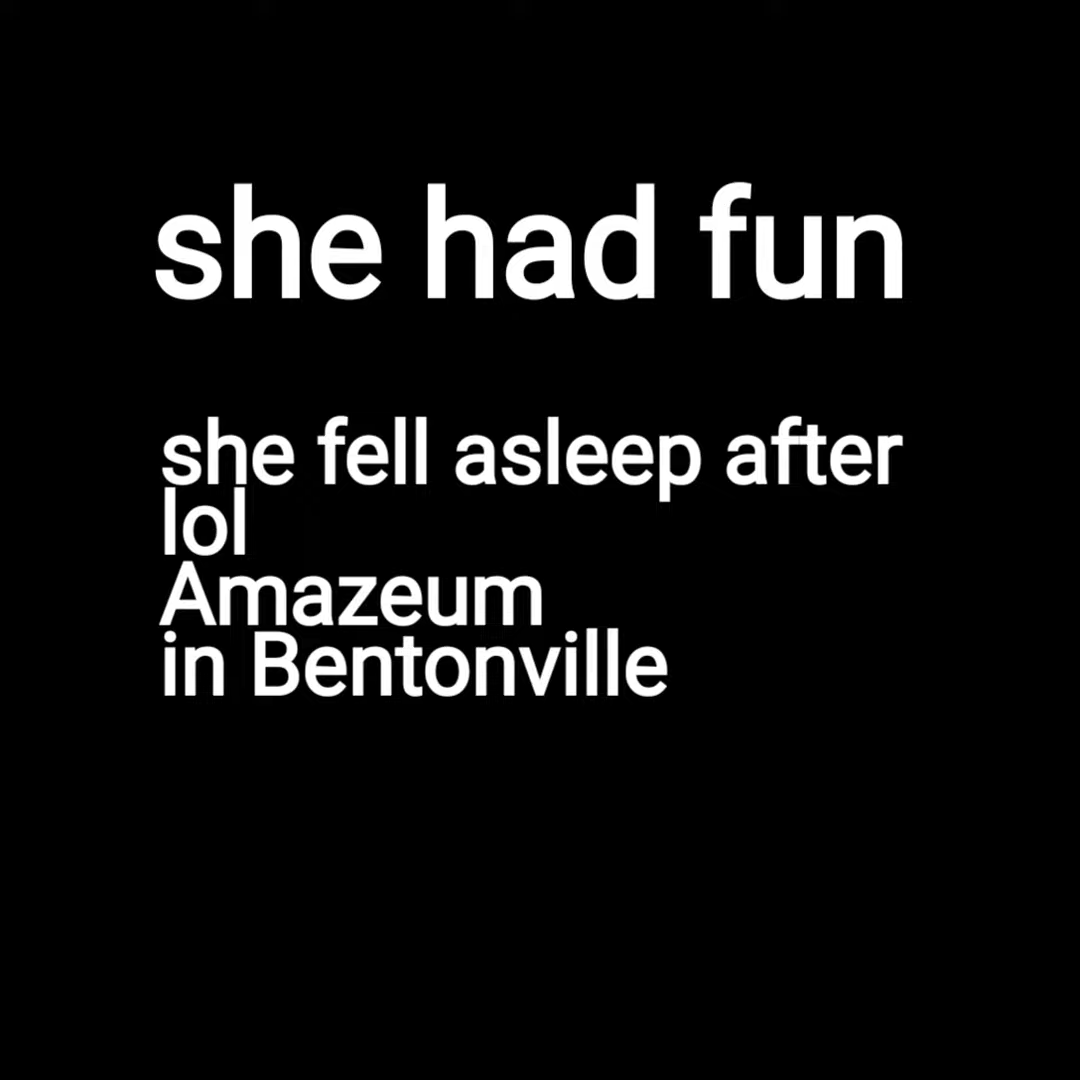 she had fun
she fell asleep after
lol
Amazeum
in Bentonville